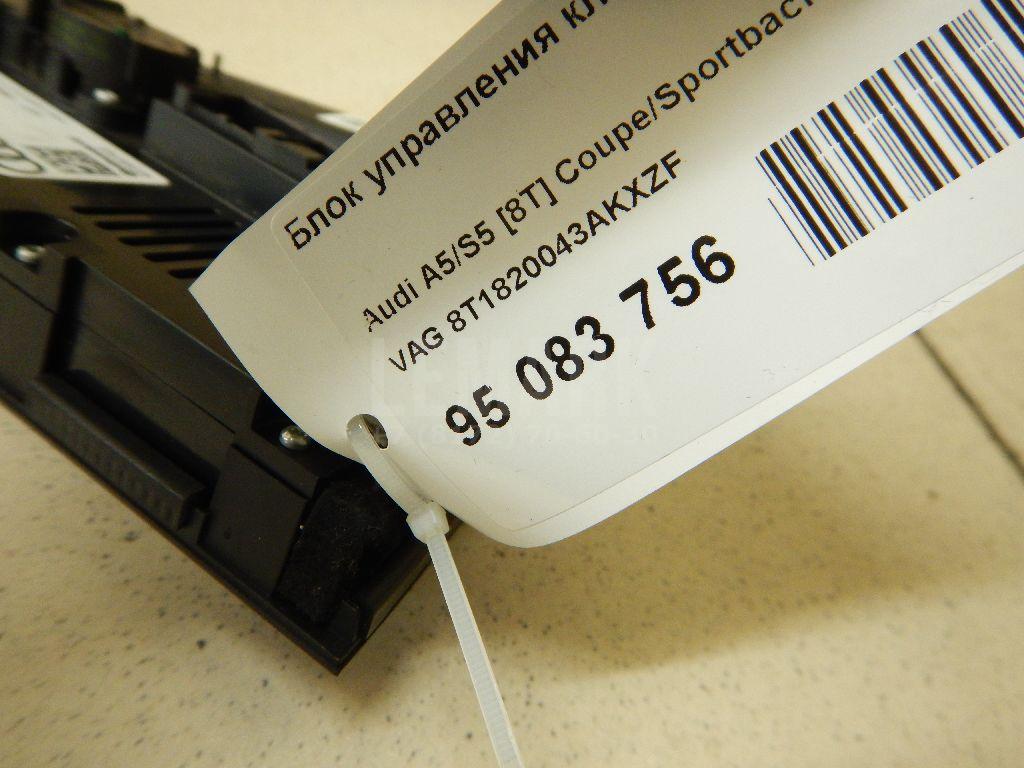 Блок управления кл
Audi A5/S5 [8T] Coupe/Sportbac
VAG 8T1820043AKXZF
95 083 756